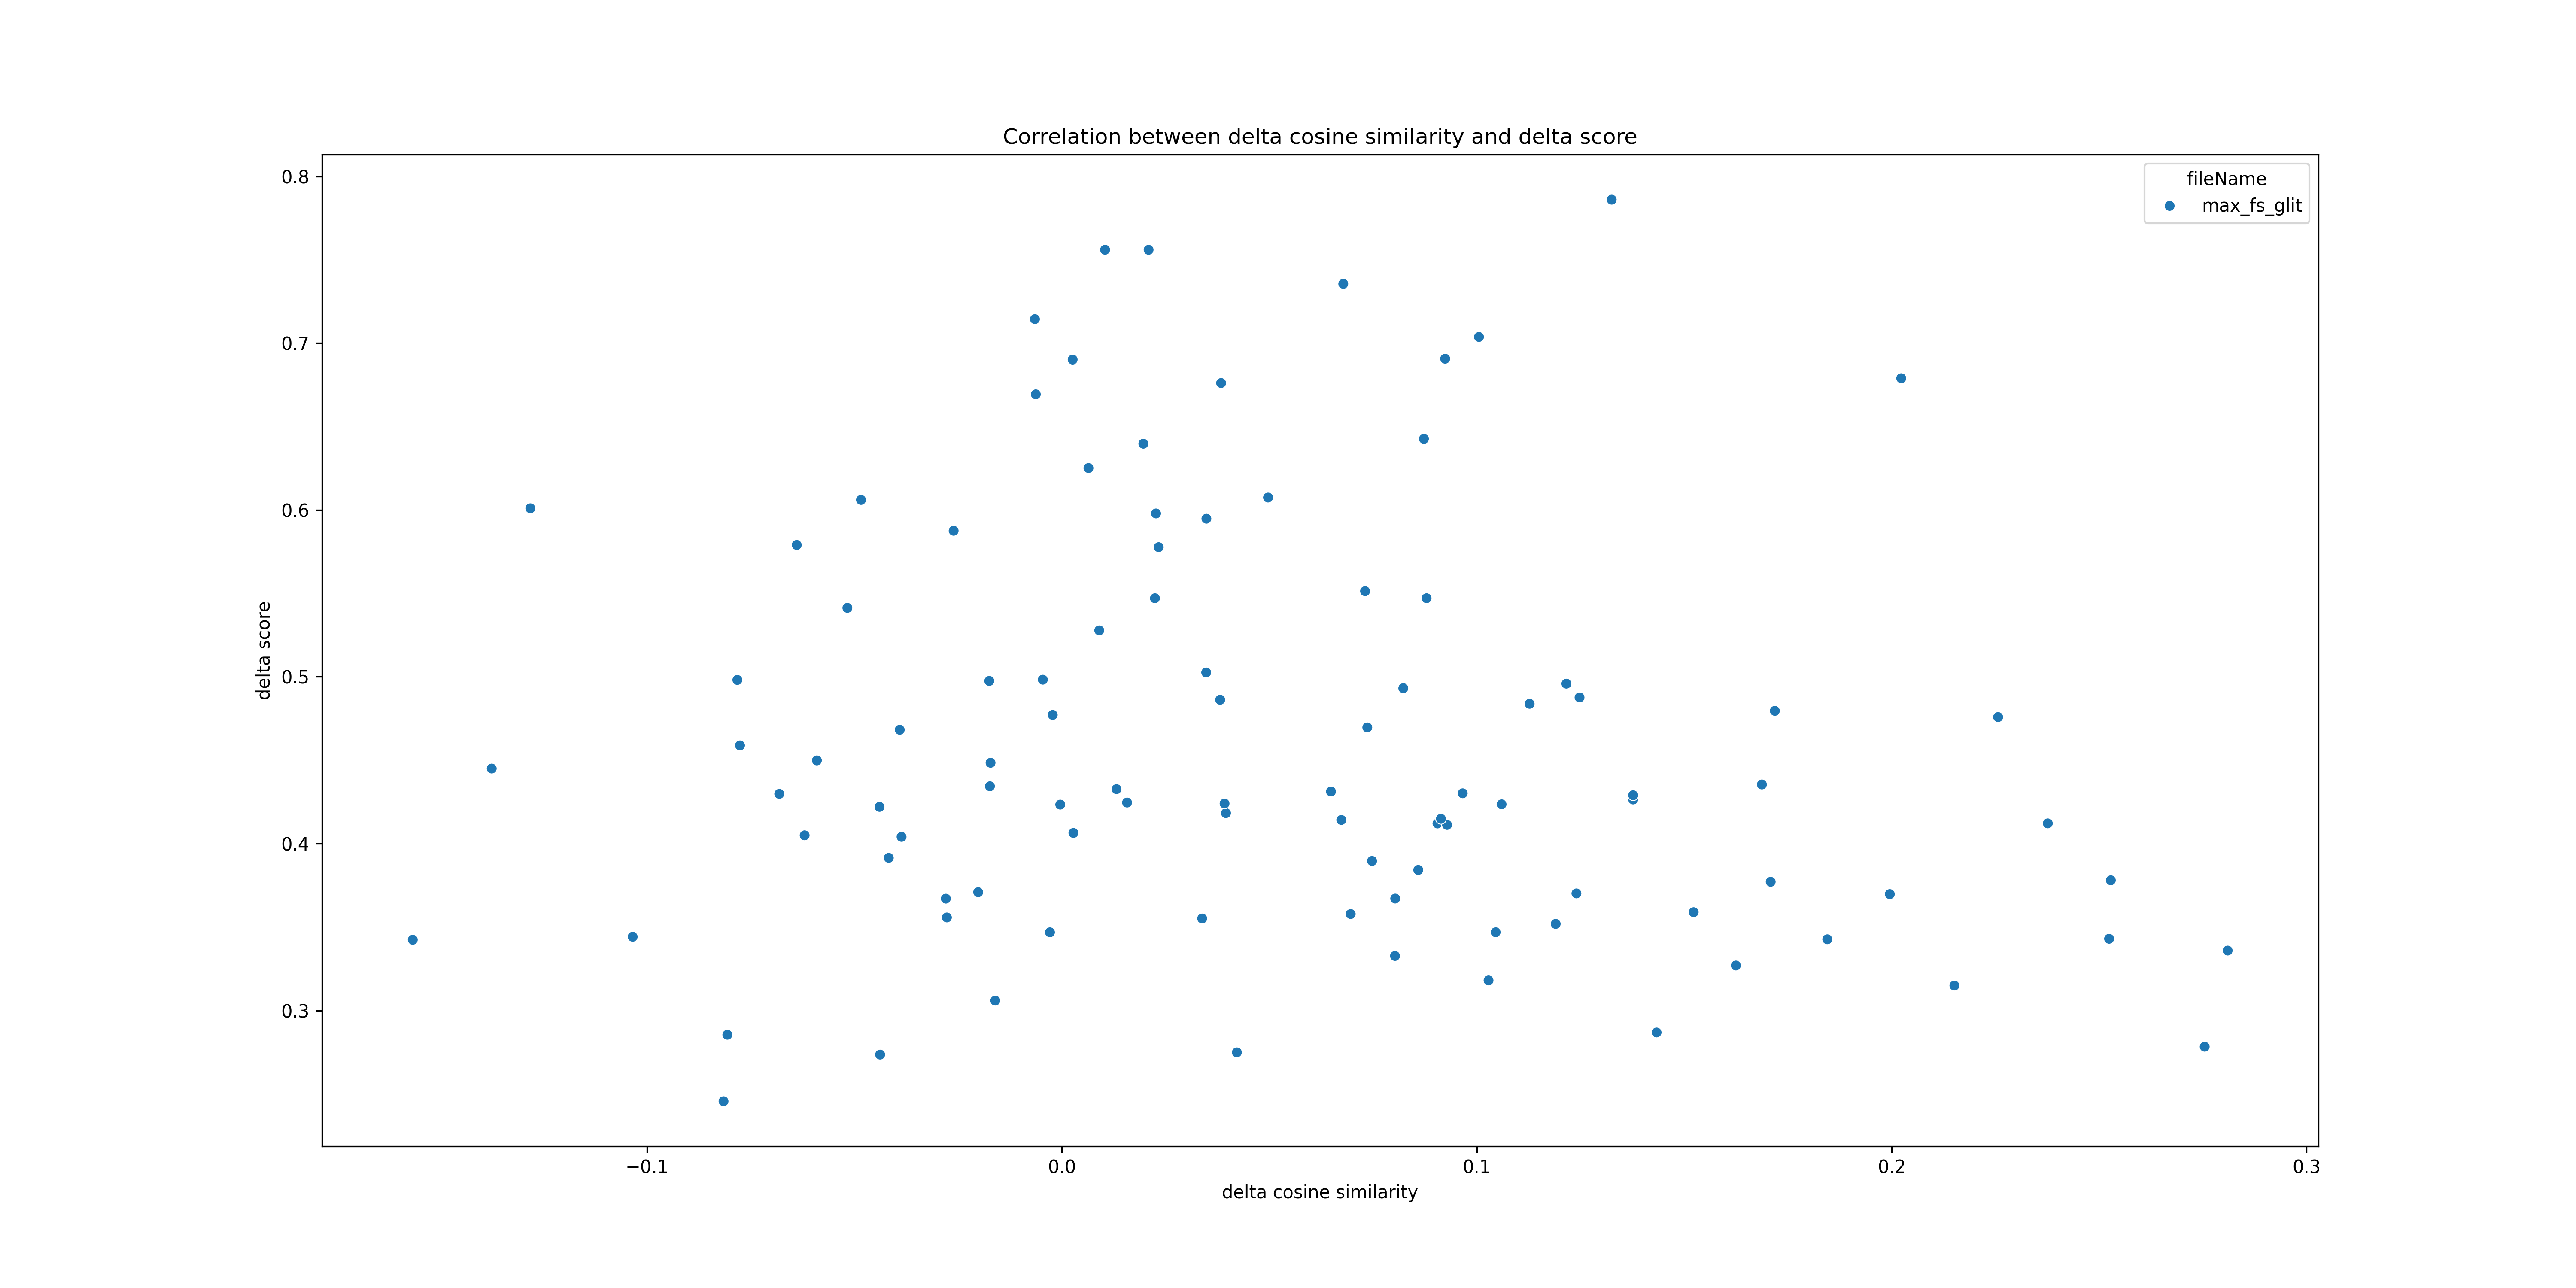 Correlation between delta cosine similarity and delta score
fileName
max_fs_glit
0.8
0.7
0.6
0.5
0.4
0.3
delta score
−0.1
0.0
0.1
0.2
0.3
delta cosine similarity